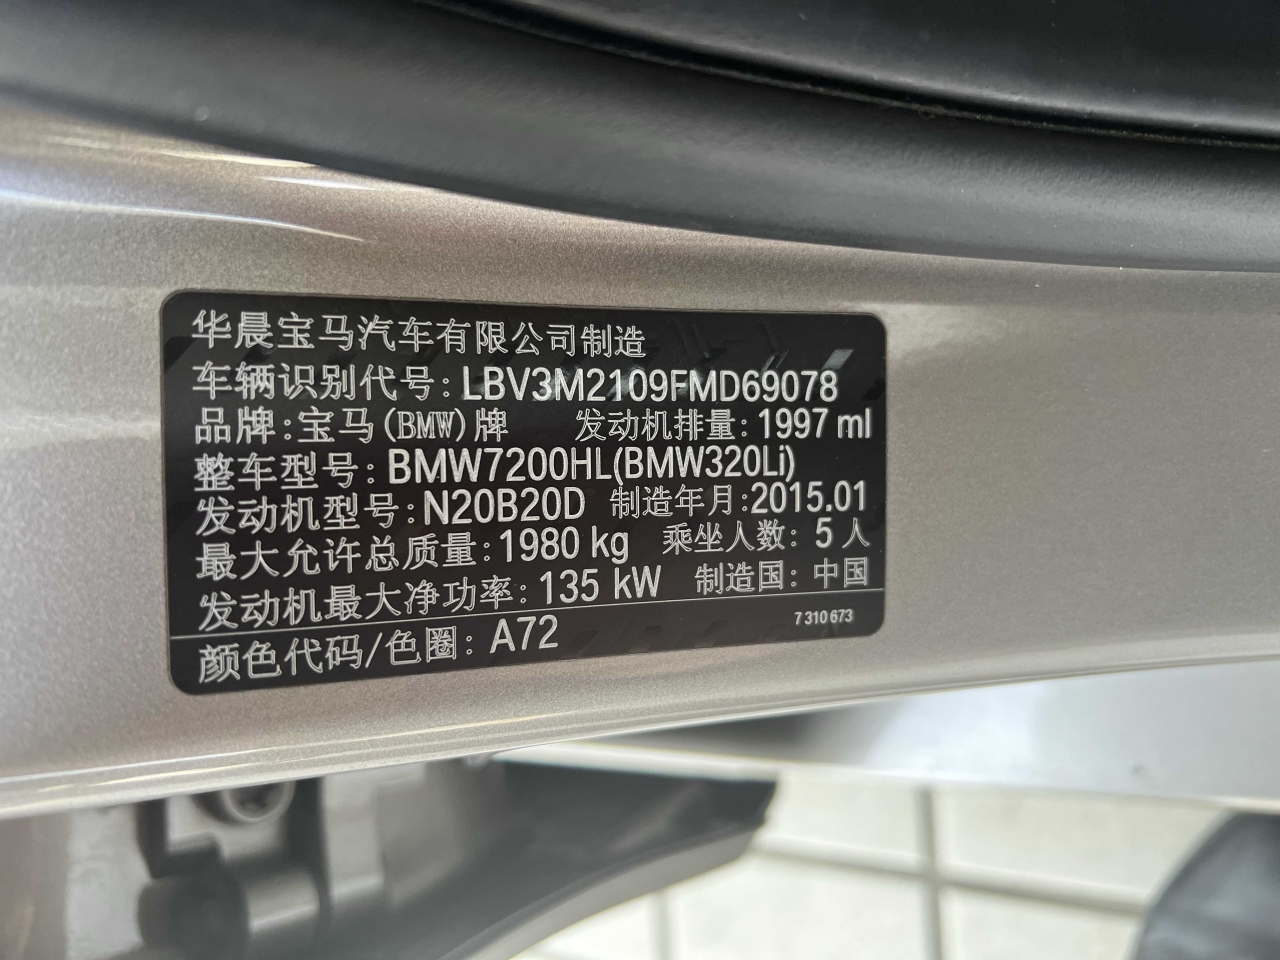 华晨宝马汽车有限公司制造
车辆识别代号: LBV3M2109FMD69078
品牌:宝马(BMW)牌 发动机排量: 1997 ml
整车型号: BMW7200HL(BMW320Li)
发动机型号: N20B20D 制造年月:2015.01
最大允许总质量: 1980 kg 乘坐人数: 5 人
发动机最大净功率: 135 kW 制造国: 中国
颜色代码/色圈: A72 7 310 673